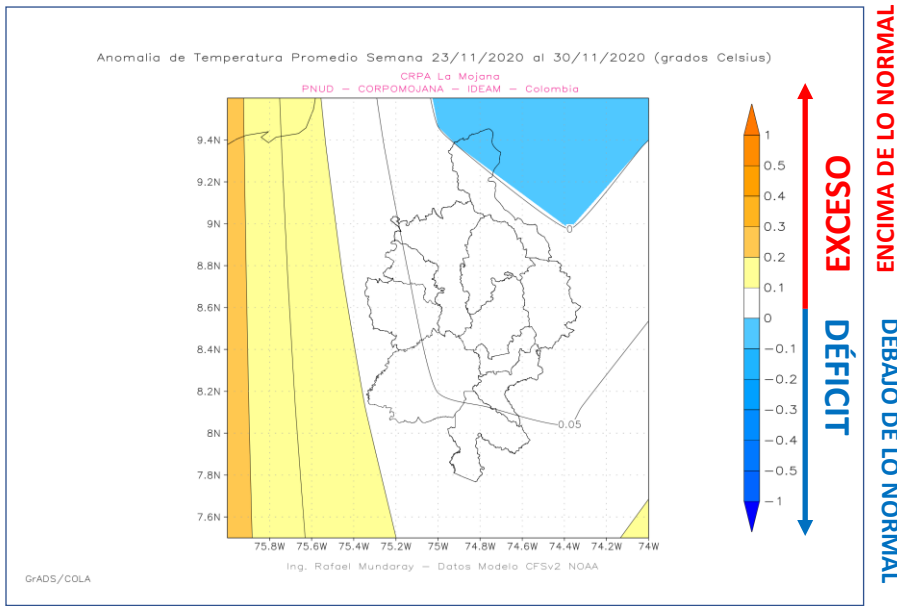 Anomalia de Temperatura Promedio Semana 23/11/2020 al 30/11/2020 (grados Celsius)
CRPA La Mojana
PNUD – CORPOMOJANA – IDEAM – Colombia
9.4N
9.2N
9N
8.8N
8.6N
8.4N
8.2N
8N
7.8N
7.6N
75.8W
75.6W
75.4W
75.2W
75W
74.8W
74.6W
74.4W
74.2W
74W
0
0.05
1
0.5
0.4
0.3
0.2
0.1
0
−0.1
−0.2
−0.3
−0.4
−0.5
−1
EXCESO
DÉFICIT
ENCIMA DE LO NORMAL
DEBAJO DE LO NORMAL
Ing. Rafael Mundaray – Datos Modelo CFSv2 NOAA
GrADS/COLA